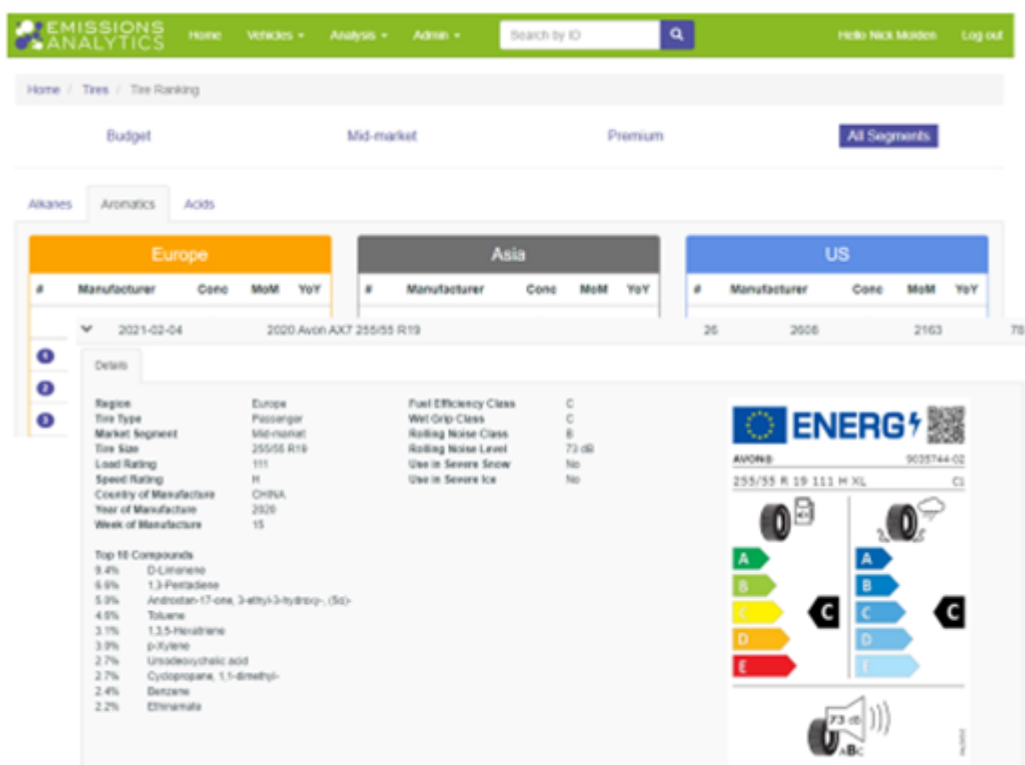 EMISSIONS ANALYTICS Home Vehicles Analysis Admin Search by ID Hello Nick Molden Log out
Home / Tires / Tire Ranking
Budget Mid-market Premium All Segments
Alkanes Aromatics Acids
Europe Asia US
# Manufacturer Conc MoM YoY # Manufacturer Conc MoM YoY # Manufacturer Conc MoM YoY
2021-02-04 2020 Avon AX7 255/55 R19 26 2606 2163 78
1
2
3
Details
Region Europe Fuel Efficiency Class C
Tire Type Passenger Wet Grip Class C
Market Segment Mid-market Rolling Noise Class B
Tire Size 255/55 R19 Rolling Noise Level 73 dB
Load Rating 111 Use in Severe Snow No
Speed Rating H Use in Severe Ice No
Country of Manufacture CHINA
Year of Manufacture 2020
Week of Manufacture 15
Top 10 Compounds
9.4% D-Limonene
6.6% 1,3-Pentadiene
5.0% Androstan-17-one, 3-ethyl-3-hydroxy-, (5α)-
4.6% Toluene
3.1% 1,3,5-Hexatriene
3.0% p-Xylene
2.7% Ursodeoxycholic acid
2.7% Cyclopropane, 1,1-dimethyl-
2.4% Benzene
2.2% Ethinamate
ENERG
AVON® 9035744-02
255/55 R 19 111 H XL C1
A A
B B
C C C C
D D
E E
73 dB
ABC